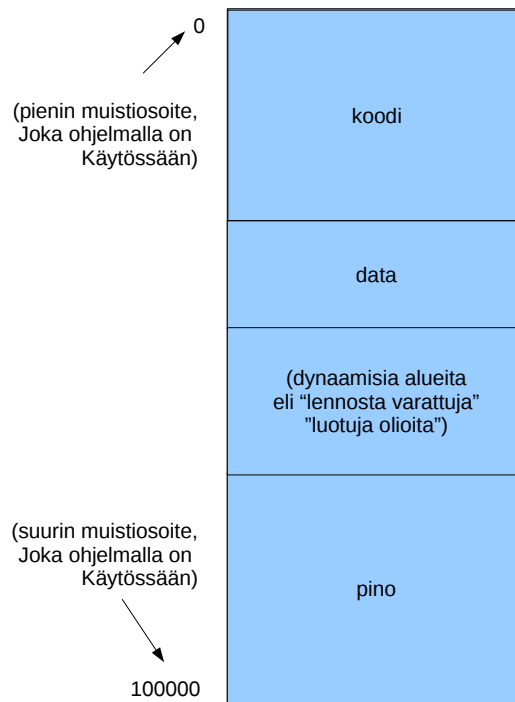 0
(pienin muistiosoite,
Joka ohjelmalla on
Käytössään)
koodi
data
(dynaamisia alueita
eli “lennosta varattuja”
”luotuja olioita”)
(suurin muistiosoite,
Joka ohjelmalla on
Käytössään)
pino
100000